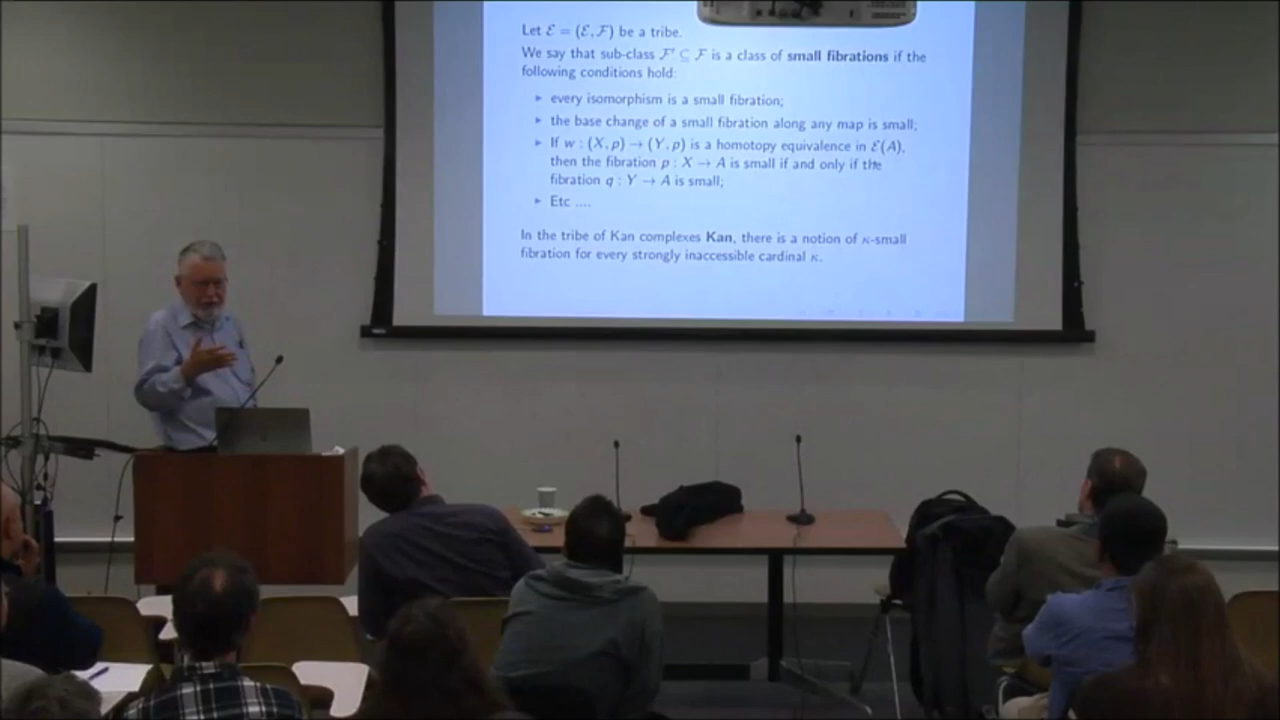 Let ℰ = (ℰ, ℱ) be a tribe.
We say that sub-class ℱ' ⊆ ℱ is a class of small fibrations if the
following conditions hold:
▸ every isomorphism is a small fibration;
▸ the base change of a small fibration along any map is small;
▸ If w : (X, p) → (Y, p) is a homotopy equivalence in ℰ(A),
then the fibration p : X → A is small if and only if the
fibration q : Y → A is small;
▸ Etc ....
In the tribe of Kan complexes Kan, there is a notion of κ-small
fibration for every strongly inaccessible cardinal κ.